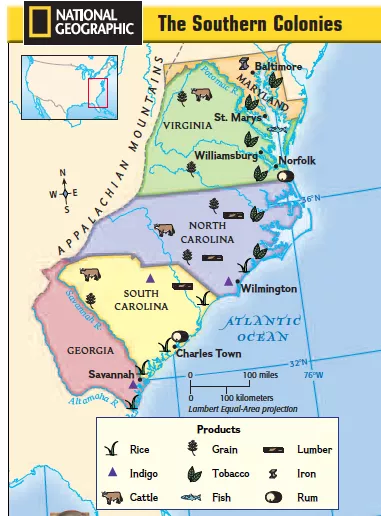 NATIONAL
GEOGRAPHIC
The Southern Colonies
APPALACHIAN MOUNTAINS
Potomac R.
Baltimore
MARYLAND
VIRGINIA
St. Marys
Williamsburg
Norfolk
N
W E
S
36°N
NORTH
CAROLINA
Wilmington
SOUTH
CAROLINA
Savannah R.
ATLANTIC
OCEAN
GEORGIA
Charles Town
Savannah
32°N
76°W
Altamaha R.
0 100 miles
0 100 kilometers
Lambert Equal-Area projection
Products
Rice Grain Lumber
Indigo Tobacco Iron
Cattle Fish Rum